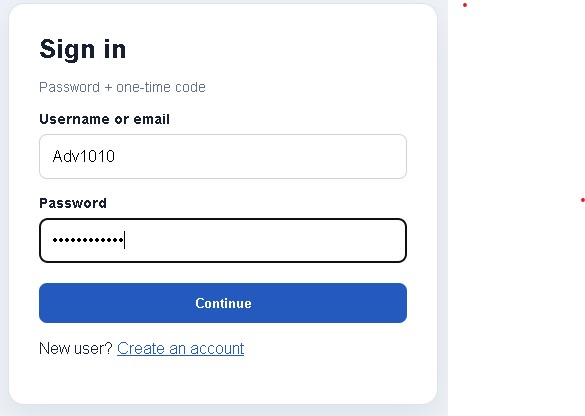 Sign in
Password + one-time code
Username or email
Adv1010
Password
••••••••••••
Continue
New user? Create an account